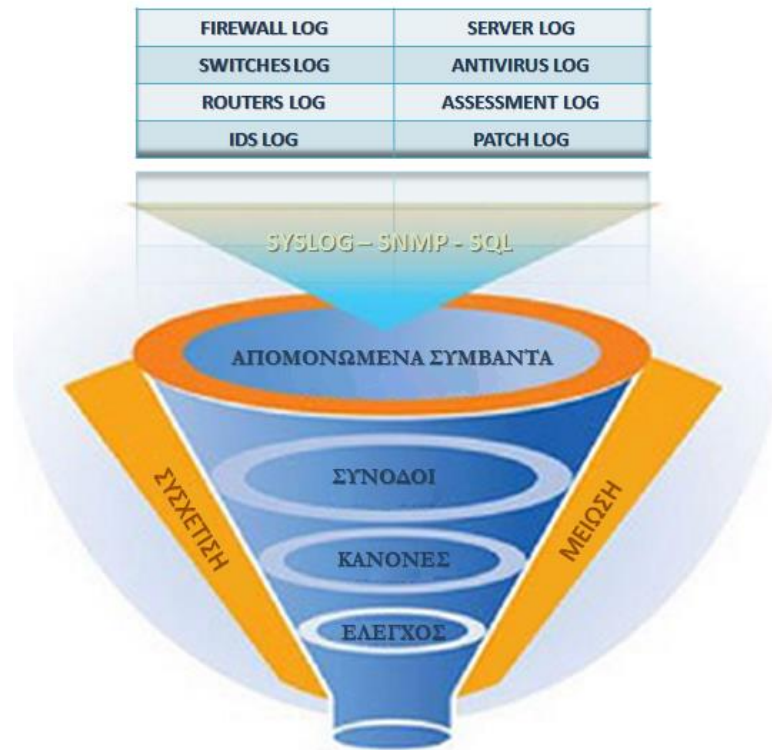 FIREWALL LOG SERVER LOG
SWITCHES LOG ANTIVIRUS LOG
ROUTERS LOG ASSESSMENT LOG
IDS LOG PATCH LOG
SYSLOG – SNMP - SQL
ΑΠΟΜΟΝΩΜΕΝΑ ΣΥΜΒΑΝΤΑ
ΣΥΝΟΔΟΙ
ΣΥΣΧΕΤΙΣΗ
ΜΕΙΩΣΗ
ΚΑΝΟΝΕΣ
ΕΛΕΓΧΟΣ